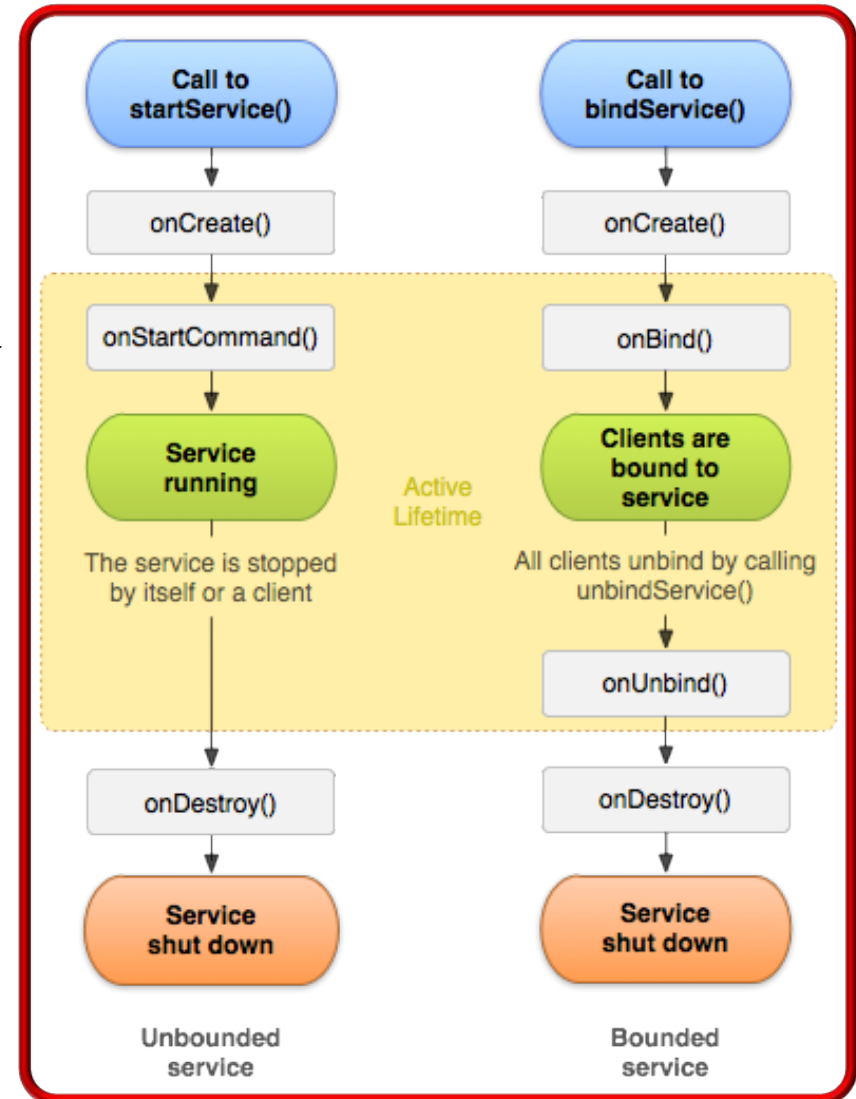 Call to
startService()
onCreate()
onStartCommand()
Service
running
The service is stopped
by itself or a client
onDestroy()
Service
shut down
Unbounded
service
Active
Lifetime
Call to
bindService()
onCreate()
onBind()
Clients are
bound to
service
All clients unbind by calling
unbindService()
onUnbind()
onDestroy()
Service
shut down
Bounded
service